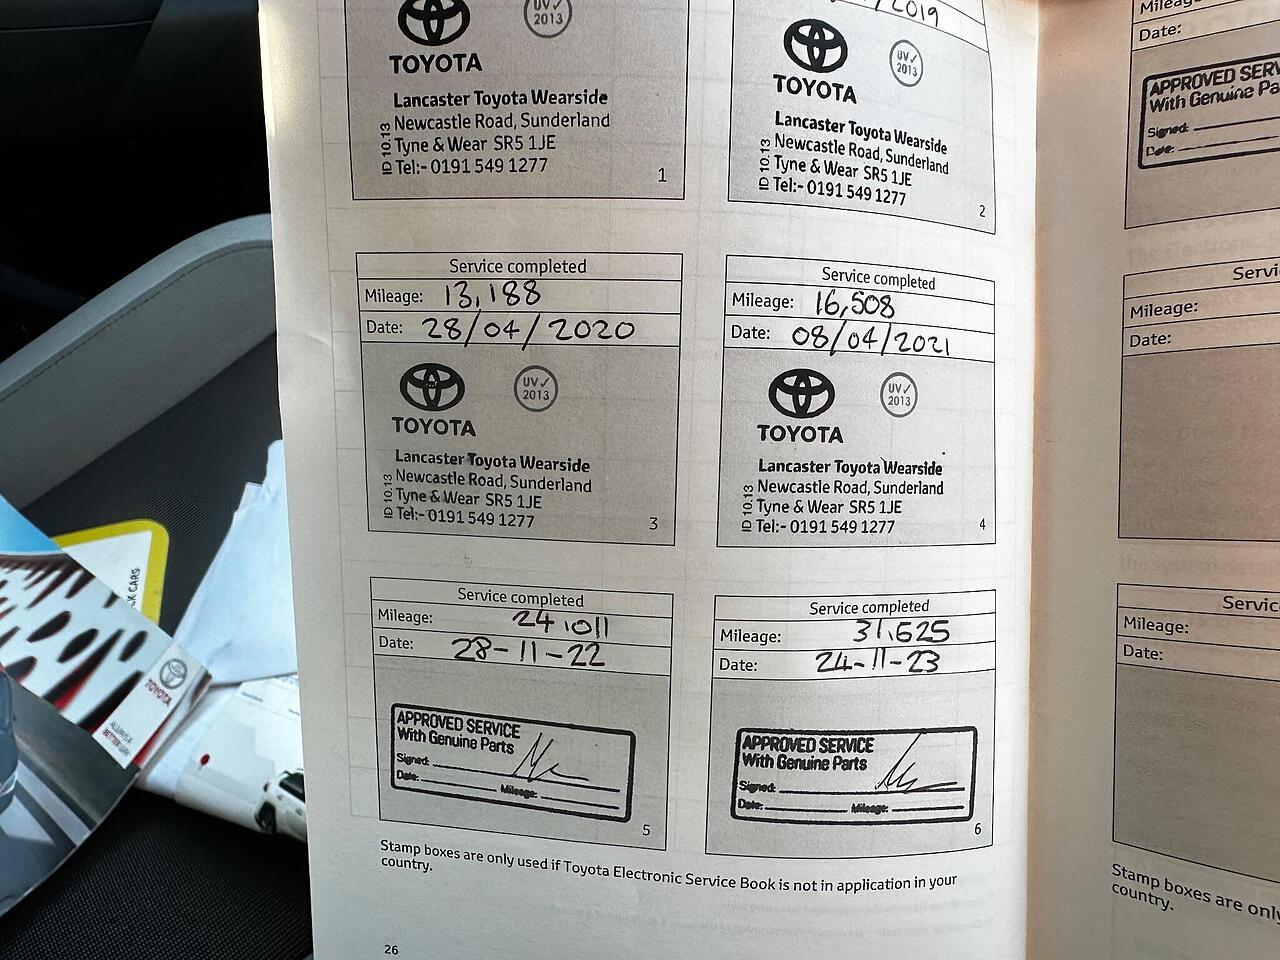 UV✓
2013
TOYOTA
Lancaster Toyota Wearside
Newcastle Road, Sunderland
Tyne & Wear SR5 1JE
Tel:- 0191 549 1277
ID 10.13
1
/2019
UV✓
2013
TOYOTA
Lancaster Toyota Wearside
Newcastle Road, Sunderland
Tyne & Wear SR5 1JE
Tel:- 0191 549 1277
ID 10.13
2
Service completed
Mileage: 13,188
Date: 28/04/2020
UV✓
2013
TOYOTA
Lancaster Toyota Wearside
Newcastle Road, Sunderland
Tyne & Wear SR5 1JE
Tel:- 0191 549 1277
ID 10.13
3
Service completed
Mileage: 16,508
Date: 08/04/2021
UV✓
2013
TOYOTA
Lancaster Toyota Wearside
Newcastle Road, Sunderland
Tyne & Wear SR5 1JE
Tel:- 0191 549 1277
ID 10.13
4
Service completed
Mileage: 24,011
Date: 28-11-22
APPROVED SERVICE
With Genuine Parts
Signed:
Date: Mileage:
5
Service completed
Mileage: 31,625
Date: 24-11-23
APPROVED SERVICE
With Genuine Parts
Signed:
Date: Mileage:
6
Stamp boxes are only used if Toyota Electronic Service Book is not in application in your
country.
26
Mileag
Date:
APPROVED SERV
With Genuine Pa
Signed:
Date:
Servi
Mileage:
Date:
Servic
Mileage:
Date:
Stamp boxes are only
country.
TOYOTA
CARS